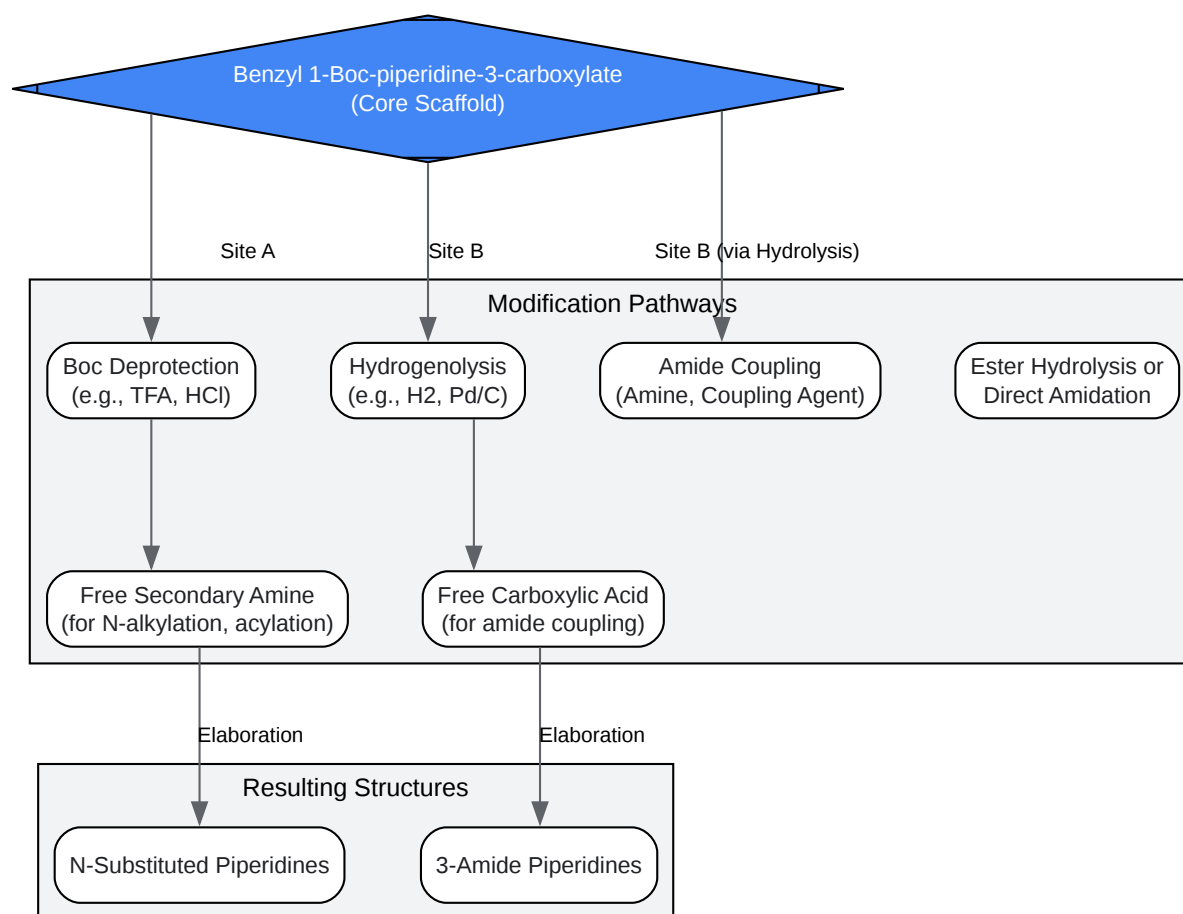 Benzyl 1-Boc-piperidine-3-carboxylate
(Core Scaffold)
Site A
Site B
Site B (via Hydrolysis)
Modification Pathways
Boc Deprotection
(e.g., TFA, HCl)
Hydrogenolysis
(e.g., H2, Pd/C)
Amide Coupling
(Amine, Coupling Agent)
Ester Hydrolysis or
Direct Amidation
Free Secondary Amine
(for N-alkylation, acylation)
Free Carboxylic Acid
(for amide coupling)
Elaboration
Elaboration
Resulting Structures
N-Substituted Piperidines
3-Amide Piperidines